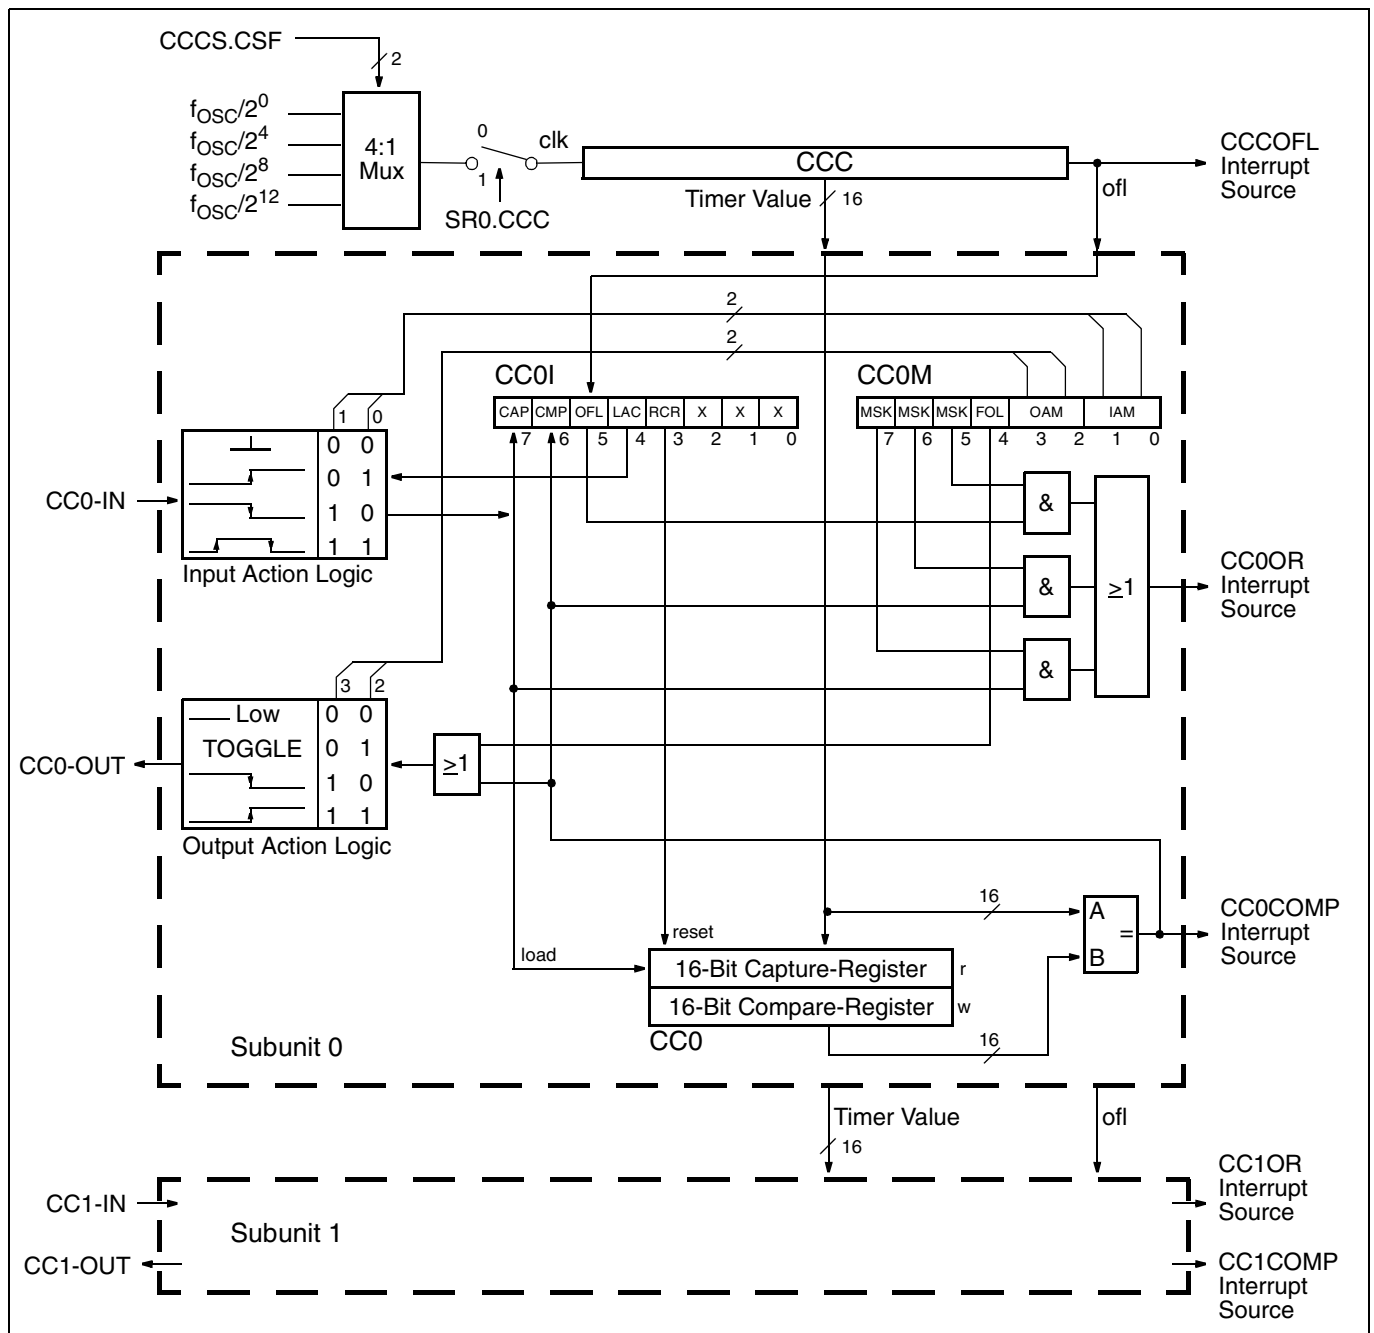 CCCS.CSF
2
fOSC/2^0
fOSC/2^4
fOSC/2^8
fOSC/2^12
4:1
Mux
0
1
SR0.CCC
clk
CCC
Timer Value
16
ofl
CCCOFL
Interrupt
Source
2
2
CC0I
CAP CMP OFL LAC RCR X X X
7 6 5 4 3 2 1 0
CC0M
MSK MSK MSK FOL OAM IAM
7 6 5 4 3 2 1 0
CC0-IN
1 0
0 0
0 1
1 0
1 1
Input Action Logic
&
&
&
≥1
CC0OR
Interrupt
Source
CC0-OUT
3 2
Low 0 0
TOGGLE 0 1
1 0
1 1
Output Action Logic
≥1
load
reset
16-Bit Capture-Register r
16-Bit Compare-Register w
CC0
16
16
A
=
B
CC0COMP
Interrupt
Source
Subunit 0
Timer Value
16
ofl
CC1-IN
CC1-OUT
Subunit 1
CC1OR
Interrupt
Source
CC1COMP
Interrupt
Source